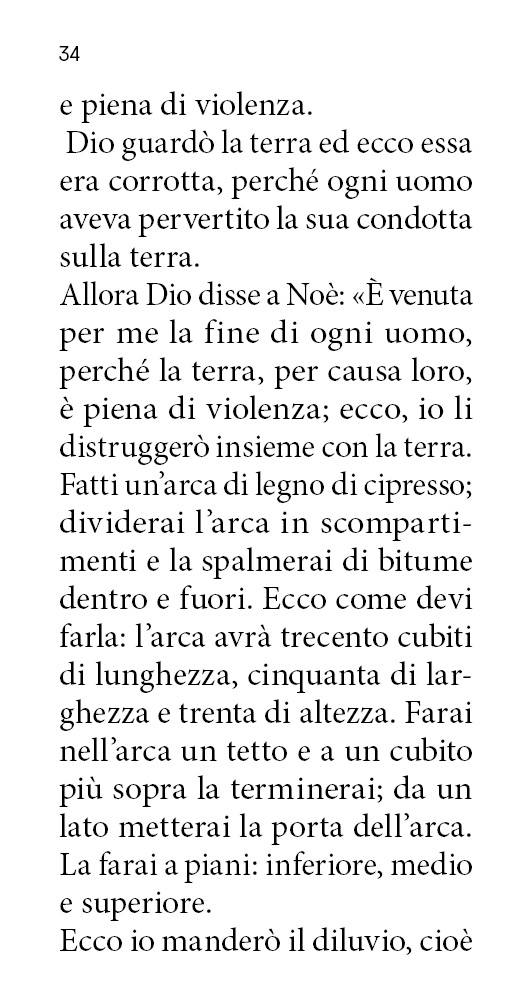 34
e piena di violenza.
Dio guardò la terra ed ecco essa
era corrotta, perché ogni uomo
aveva pervertito la sua condotta
sulla terra.
Allora Dio disse a Noè: «È venuta
per me la fine di ogni uomo,
perché la terra, per causa loro,
è piena di violenza; ecco, io li
distruggerò insieme con la terra.
Fatti un’arca di legno di cipresso;
dividerai l’arca in scomparti-
menti e la spalmerai di bitume
dentro e fuori. Ecco come devi
farla: l’arca avrà trecento cubiti
di lunghezza, cinquanta di lar-
ghezza e trenta di altezza. Farai
nell’arca un tetto e a un cubito
più sopra la terminerai; da un
lato metterai la porta dell’arca.
La farai a piani: inferiore, medio
e superiore.
Ecco io manderò il diluvio, cioè